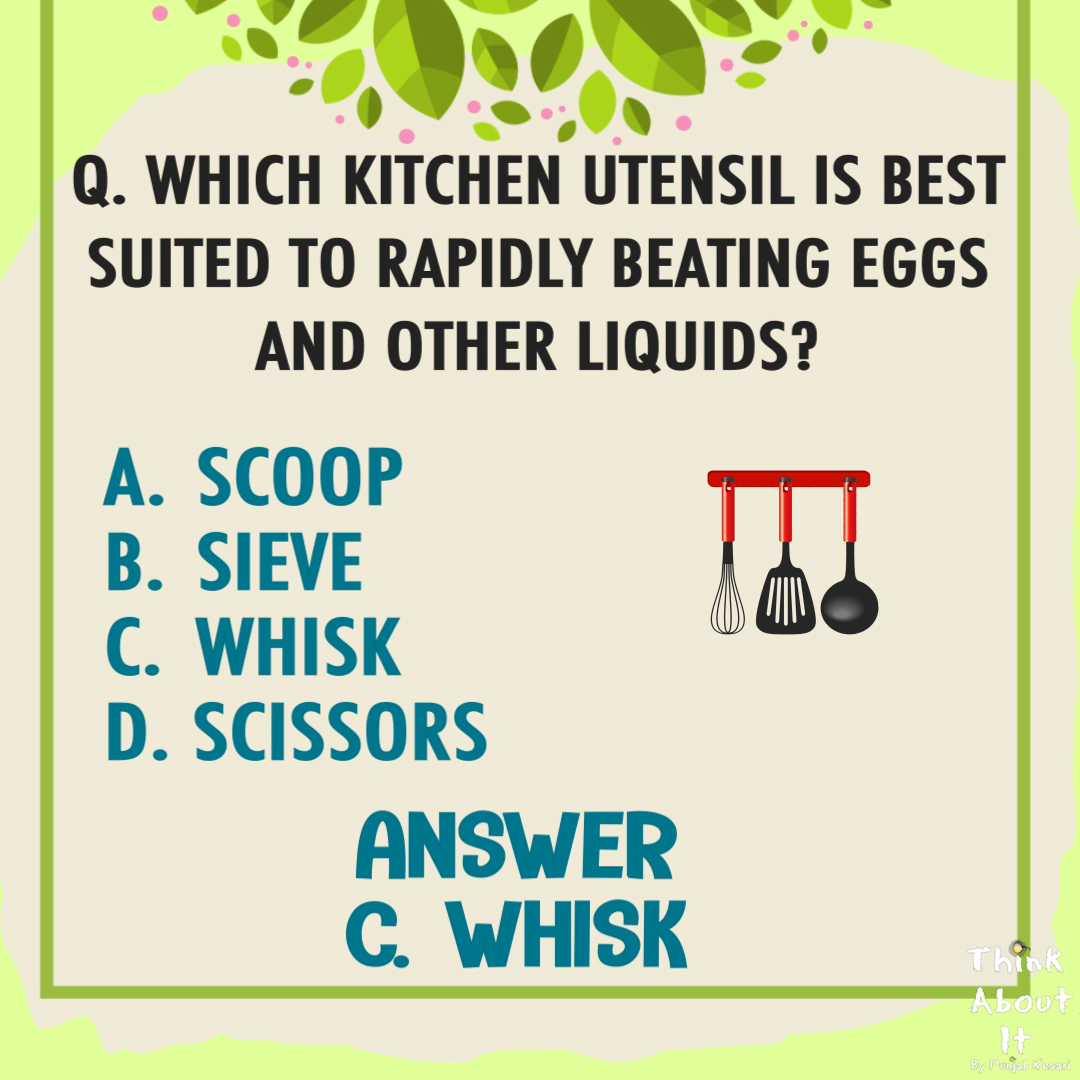 Q. WHICH KITCHEN UTENSIL IS BEST
SUITED TO RAPIDLY BEATING EGGS
AND OTHER LIQUIDS?
A. SCOOP
B. SIEVE
C. WHISK
D. SCISSORS
ANSWER
C. WHISK
Think
About
It
By Punjab Kesari